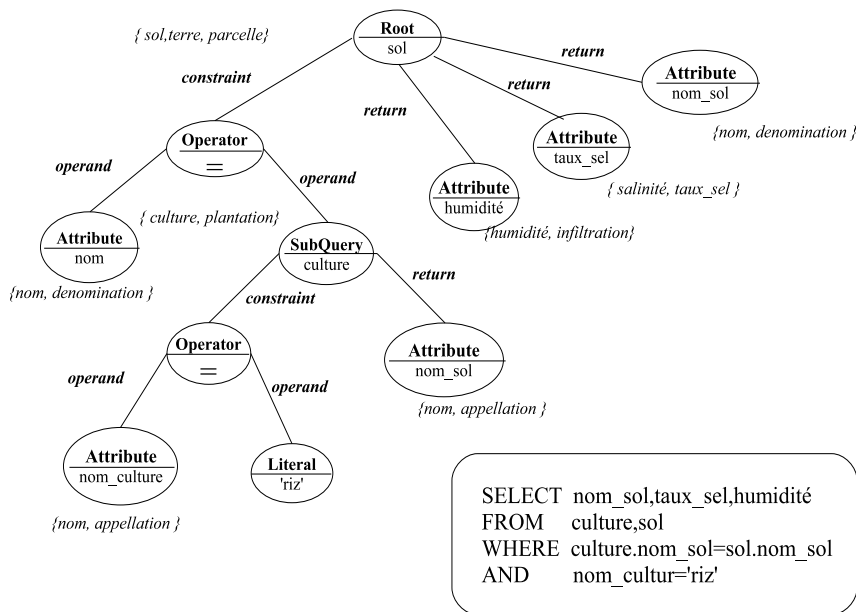 { sol,terre, parcelle}
Root
sol
return
constraint
return
return
Attribute
nom_sol
{nom, denomination }
Operator
=
Attribute
taux_sel
{ salinité, taux_sel }
operand
operand
Attribute
humidité
{humidité, infiltration}
{ culture, plantation}
Attribute
nom
{nom, denomination }
SubQuery
culture
return
constraint
Operator
=
Attribute
nom_sol
{nom, appellation }
operand
operand
Attribute
nom_culture
{nom, appellation }
Literal
'riz'
SELECT nom_sol,taux_sel,humidité
FROM culture,sol
WHERE culture.nom_sol=sol.nom_sol
AND nom_cultur='riz'